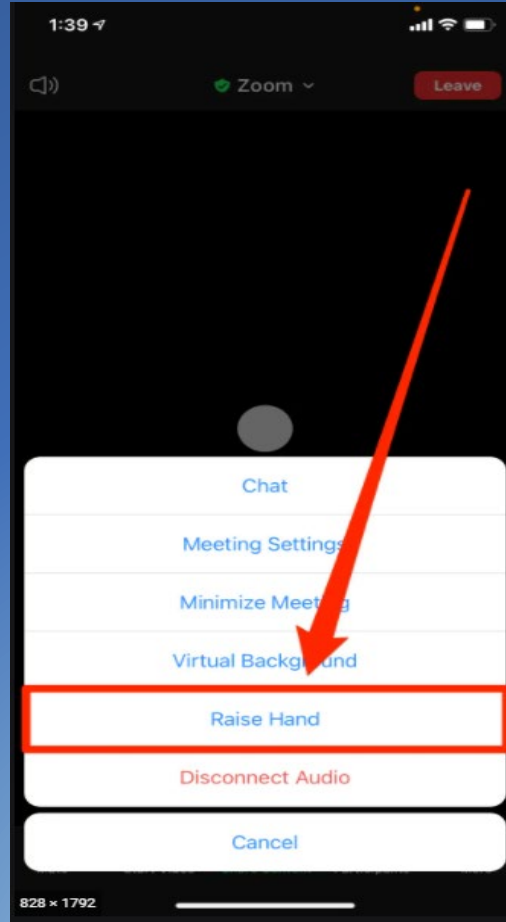 1:39
Zoom
Leave
Chat
Meeting Settings
Minimize Meeting
Virtual Background
Raise Hand
Disconnect Audio
Cancel
828 × 1792